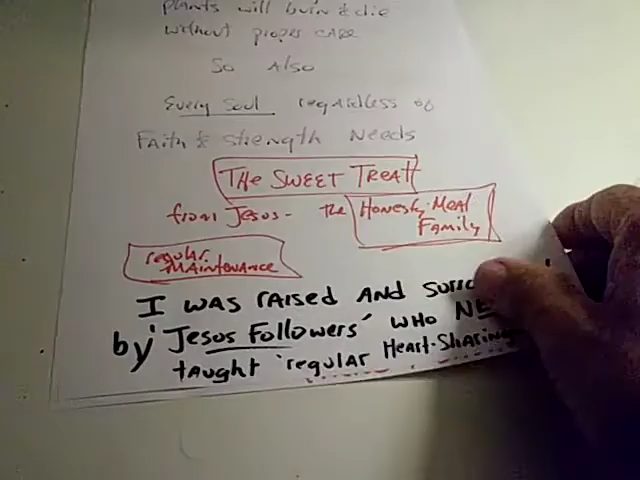 plants will burn & die
without proper care
So Also
Every Soul regardless of
Faith & strength Needs
THe SWEET TREAT
from Jesus - the Honesty-Meal
Family
regular
MAINTENANCE
I WAS rAISED AND
by 'Jesus Followers' WHO
tAUgHT 'regular Heart-Sharing